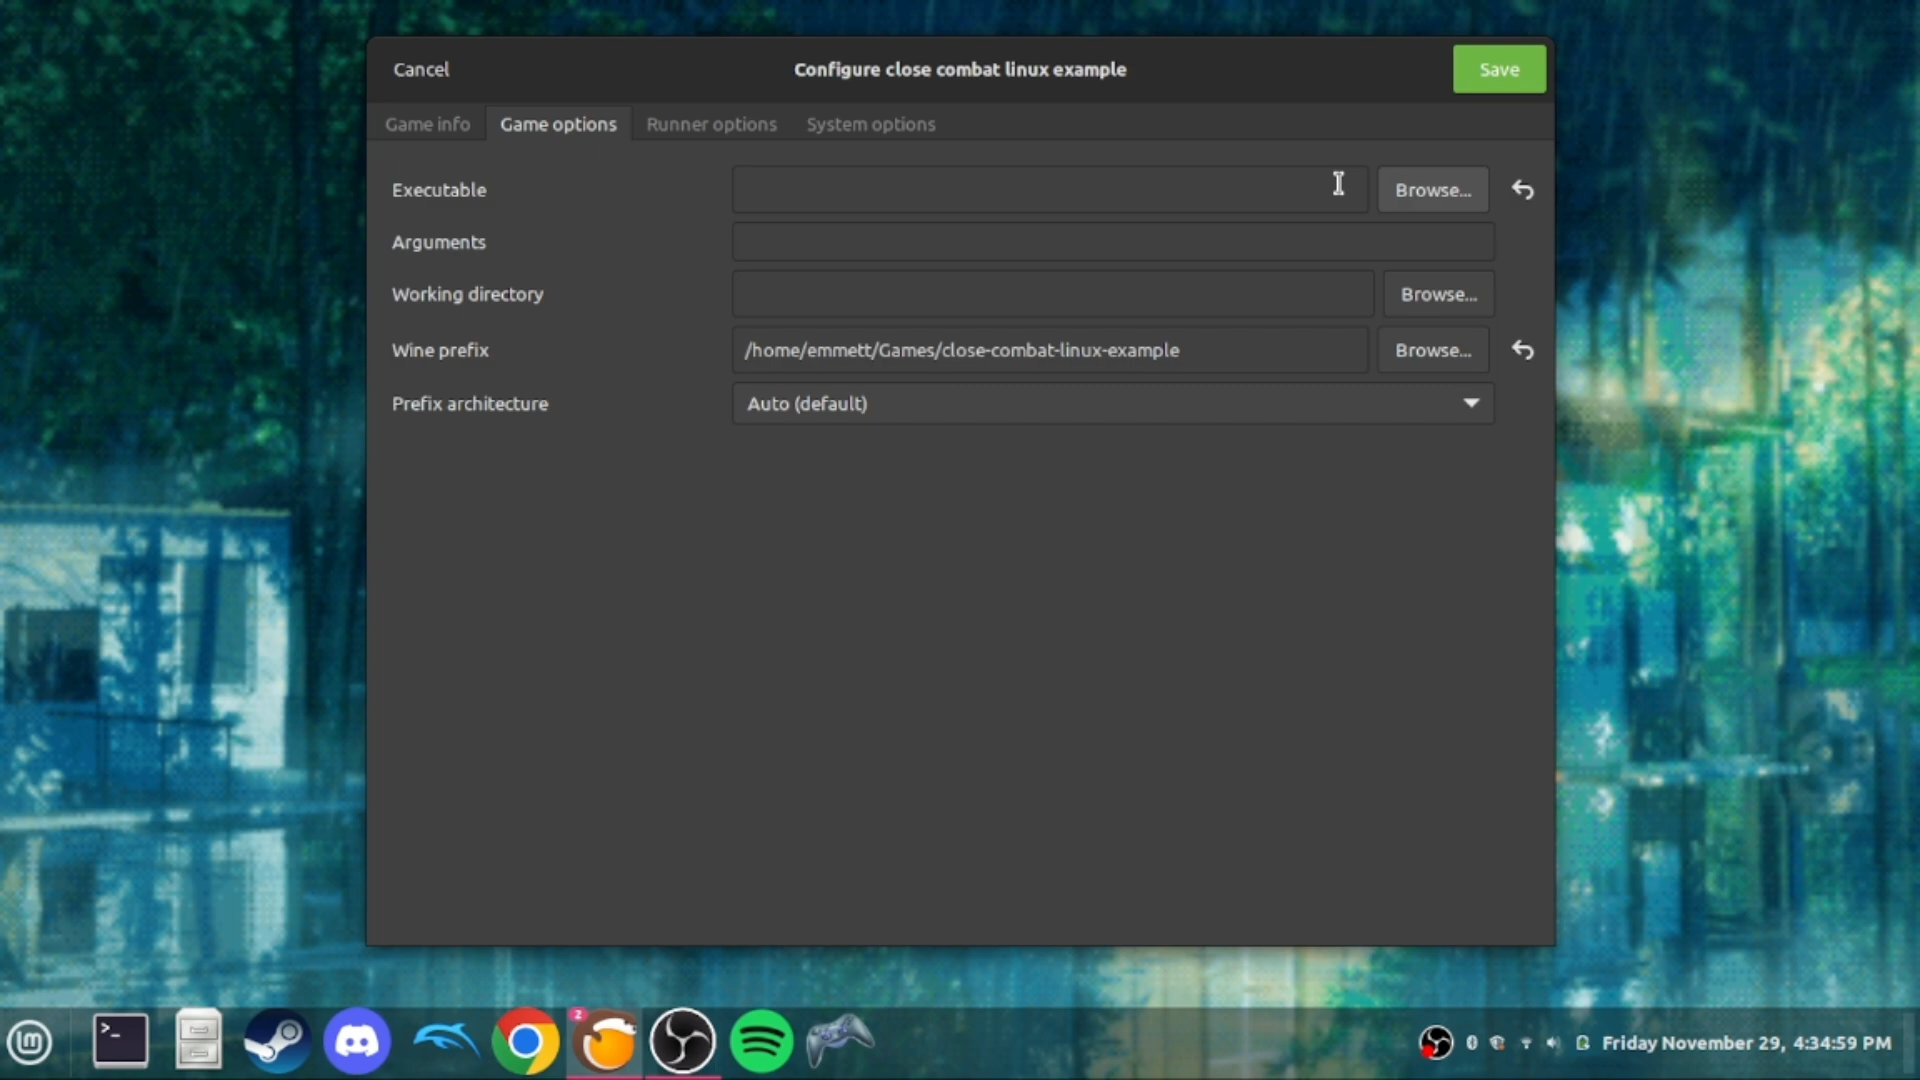 Cancel
Configure close combat linux example
Save
Game info
Game options
Runner options
System options
Executable
Browse...
Arguments
Working directory
Browse...
Wine prefix
/home/emmett/Games/close-combat-linux-example
Browse...
Prefix architecture
Auto (default)
>_
2
Friday November 29, 4:34:59 PM